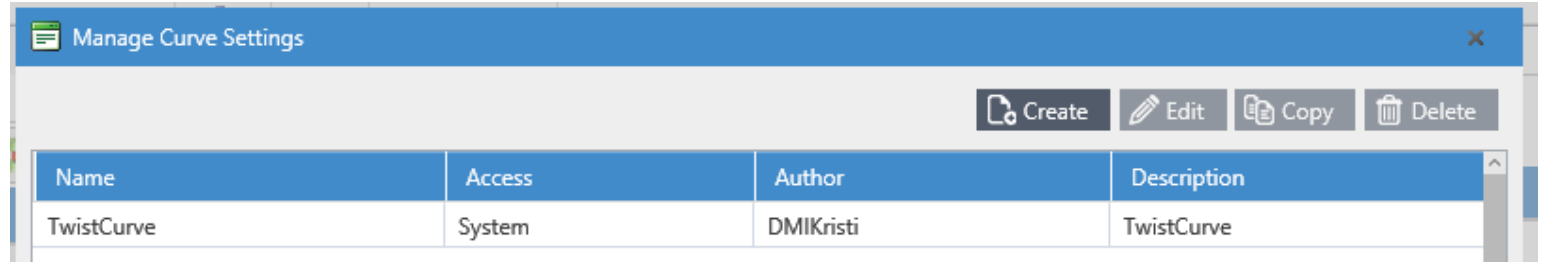 Manage Curve Settings
Create Edit Copy Delete
Name Access Author Description
TwistCurve System DMIKristi TwistCurve